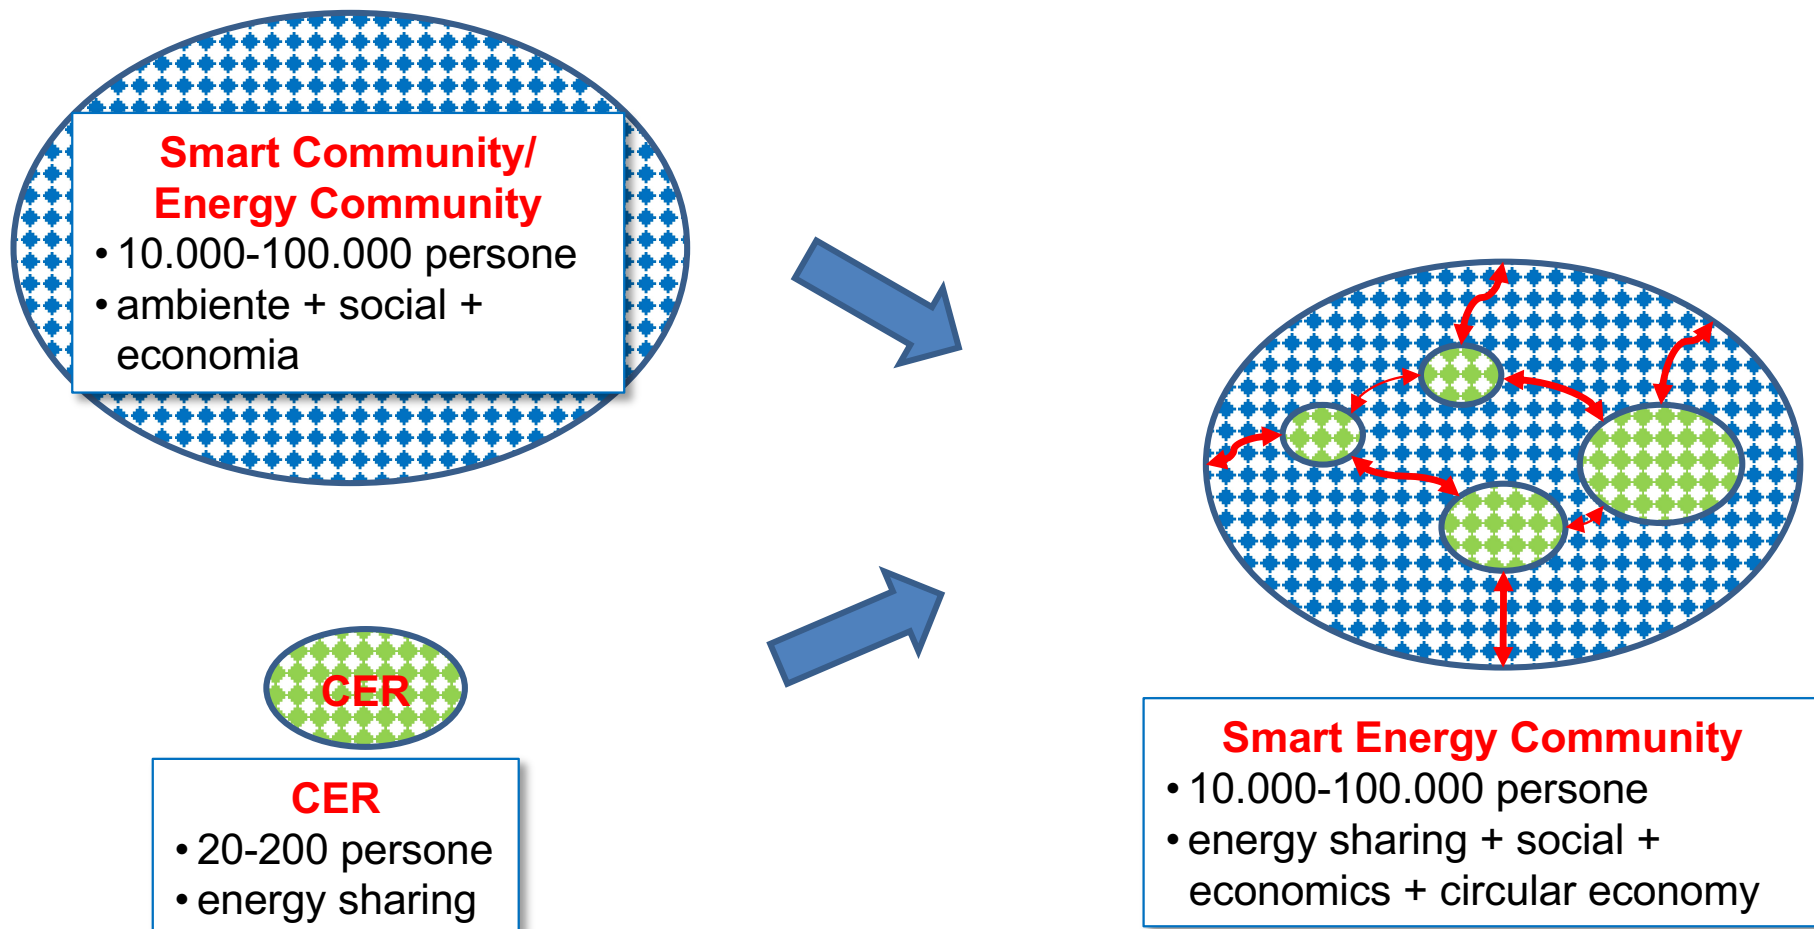 Smart Community/
Energy Community
• 10.000-100.000 persone
• ambiente + social +
economia
CER
CER
• 20-200 persone
• energy sharing
Smart Energy Community
• 10.000-100.000 persone
• energy sharing + social +
economics + circular economy